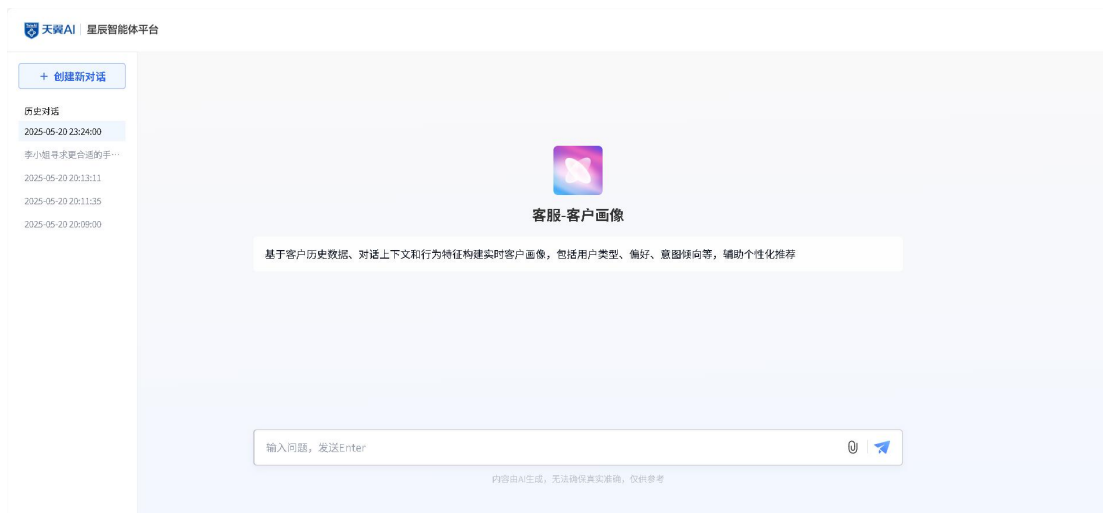 天翼AI 星辰智能体平台
+ 创建新对话
历史对话
2025-05-20 23:24:00
李小姐寻求更合适的手…
2025-05-20 20:13:11
2025-05-20 20:11:35
2025-05-20 20:09:00
客服-客户画像
基于客户历史数据、对话上下文和行为特征构建实时客户画像，包括用户类型、偏好、意图倾向等，辅助个性化推荐
输入问题，发送Enter
内容由AI生成，无法确保真实准确，仅供参考